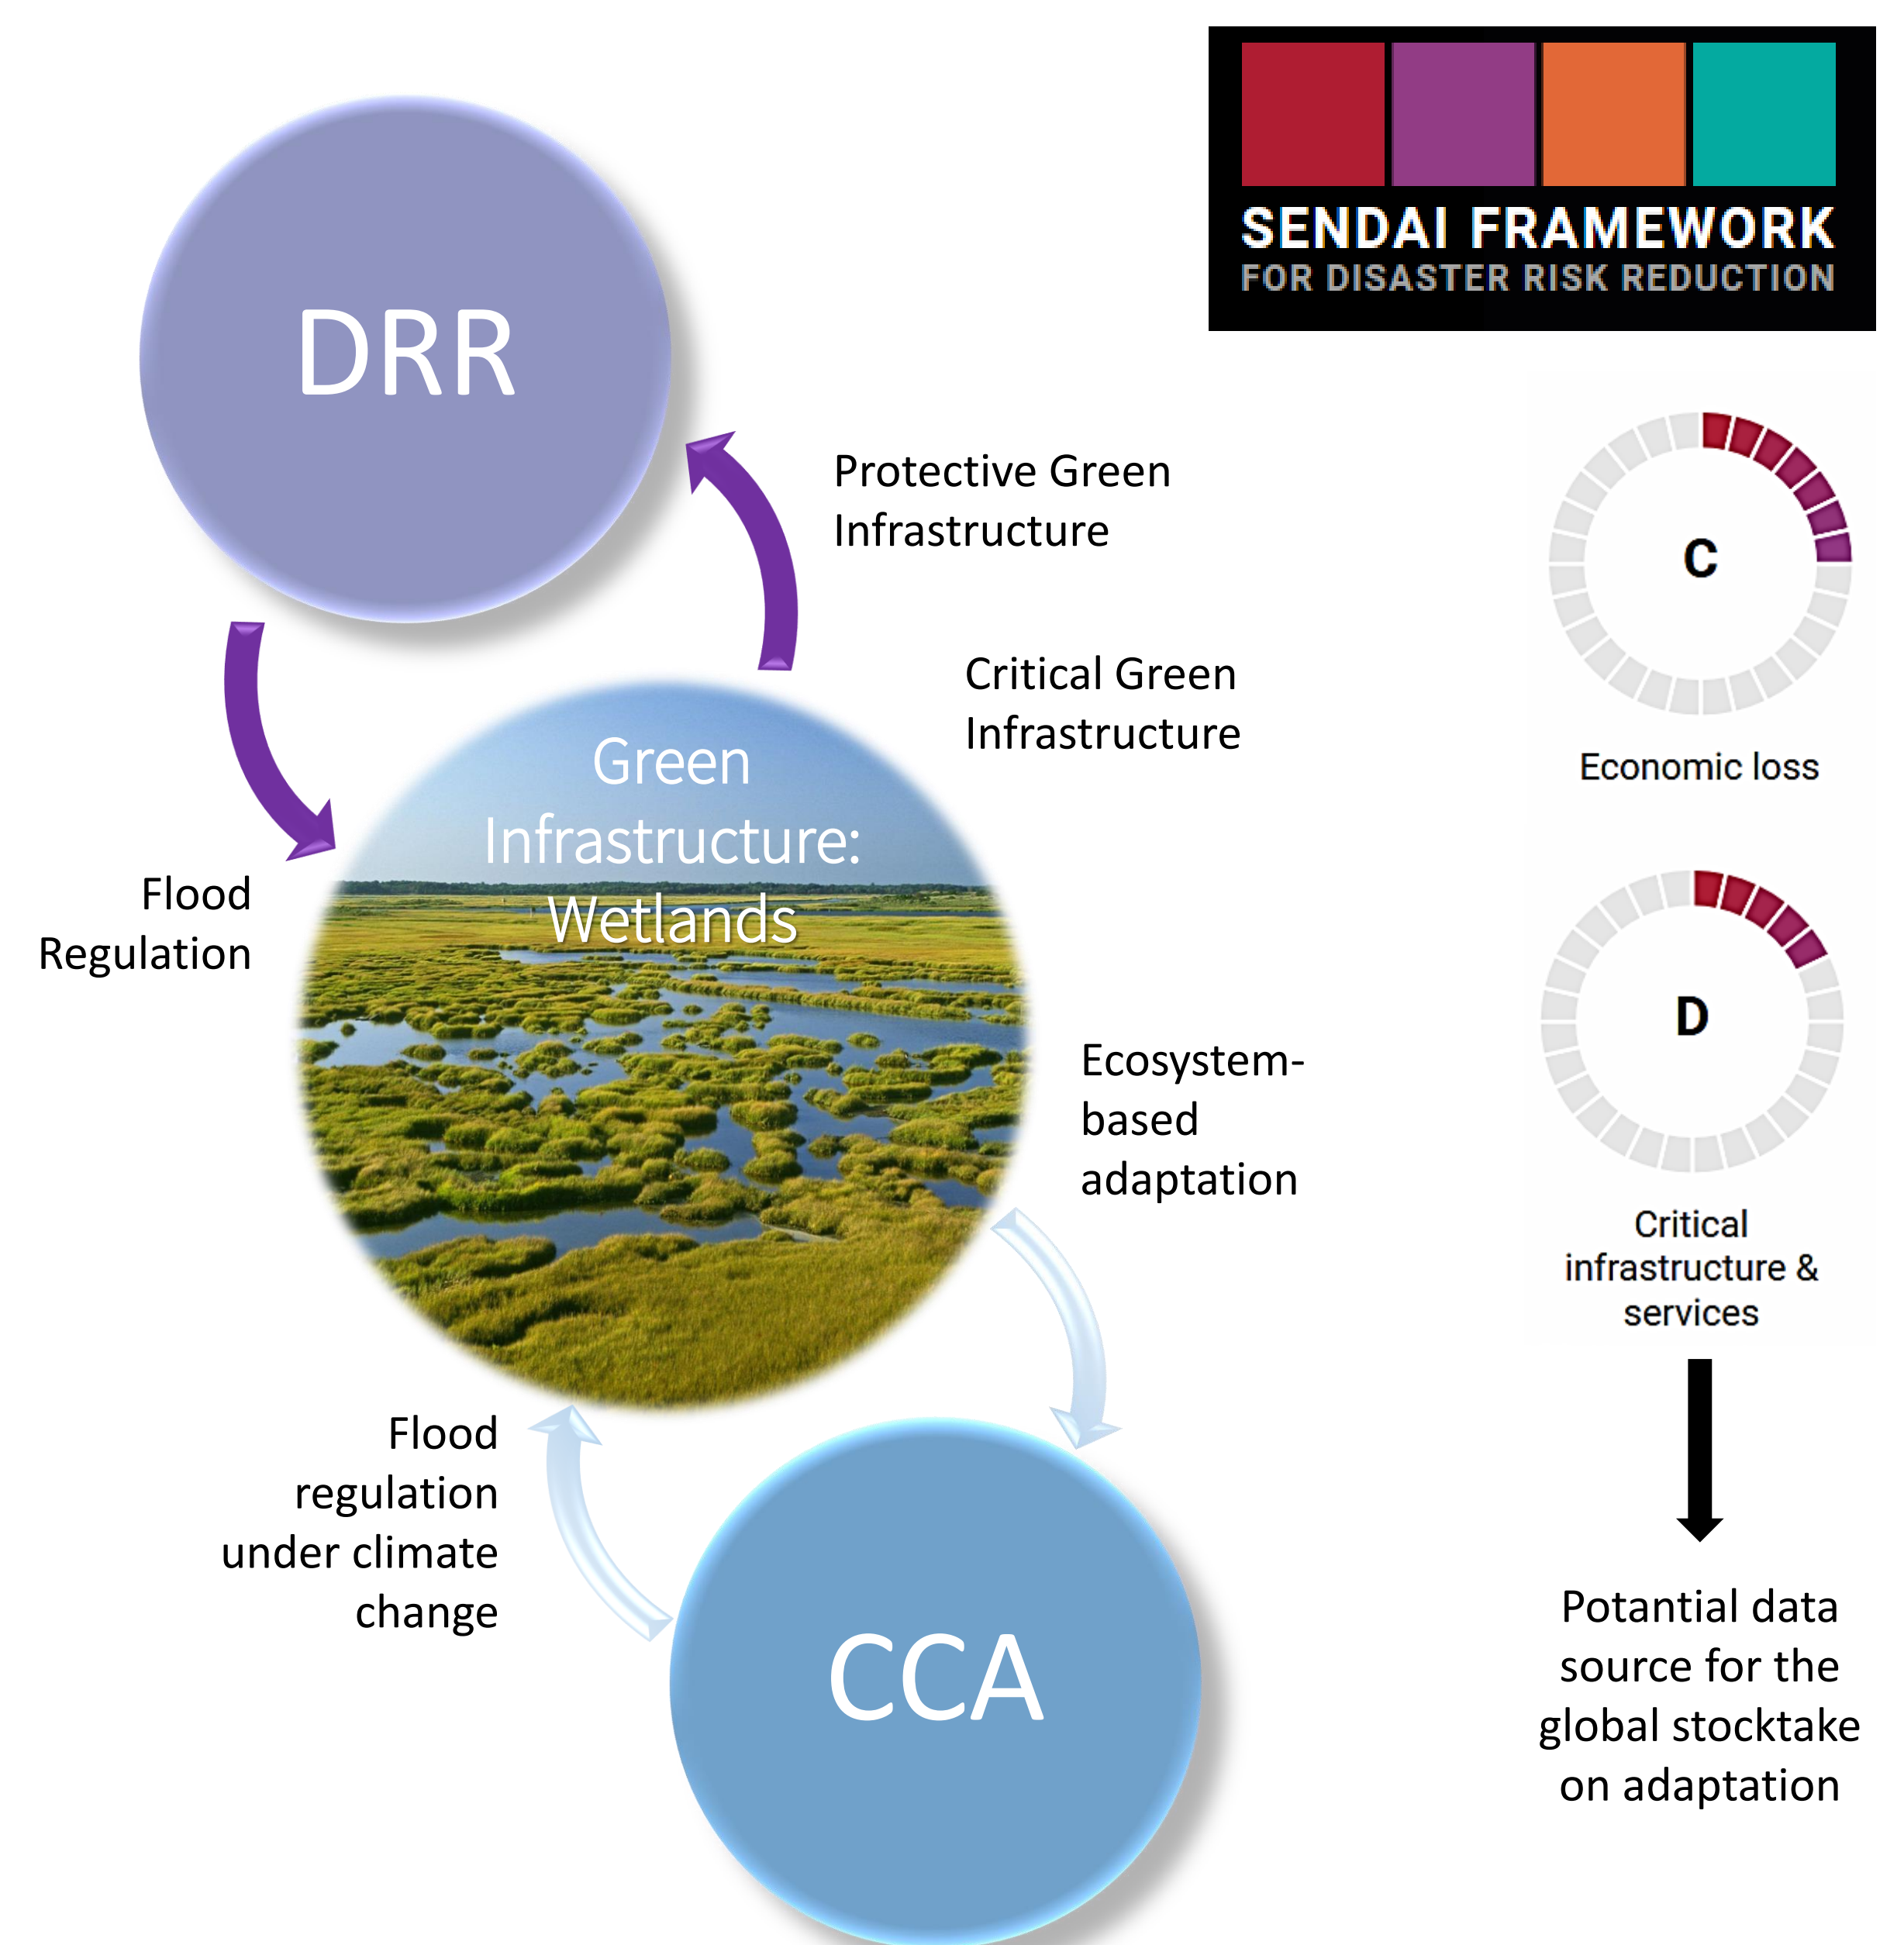 SENDAI FRAMEWORK
FOR DISASTER RISK REDUCTION
DRR
Protective Green
Infrastructure
Critical Green
Infrastructure
Green
Infrastructure:
Wetlands
Flood
Regulation
Ecosystem-
based
adaptation
Flood
regulation
under climate
change
CCA
C
Economic loss
D
Critical
infrastructure &
services
Potantial data
source for the
global stocktake
on adaptation